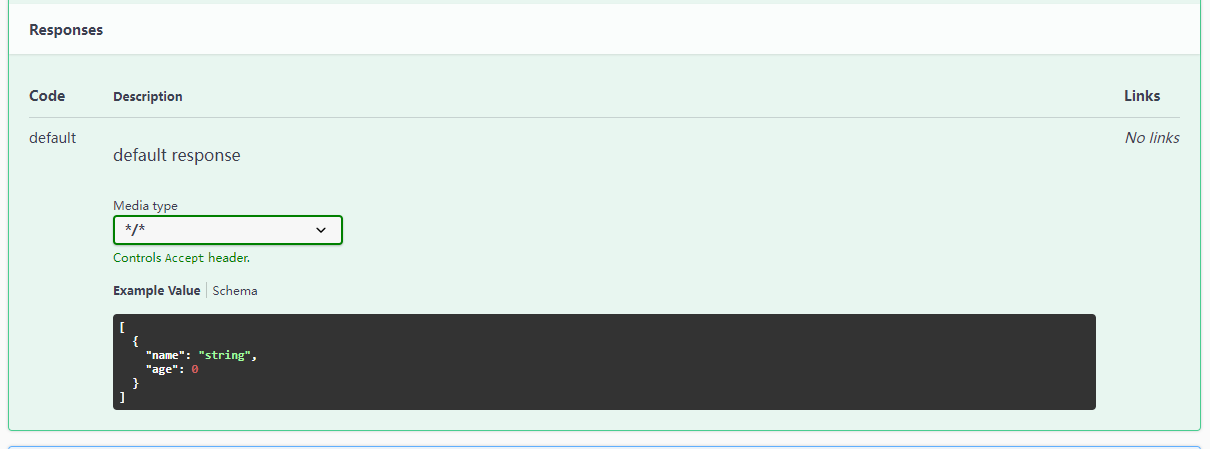 Responses
Code Description Links
default No links
default response
Media type
*/*
Controls Accept header.
Example Value Schema
[
{
"name": "string",
"age": 0
}
]